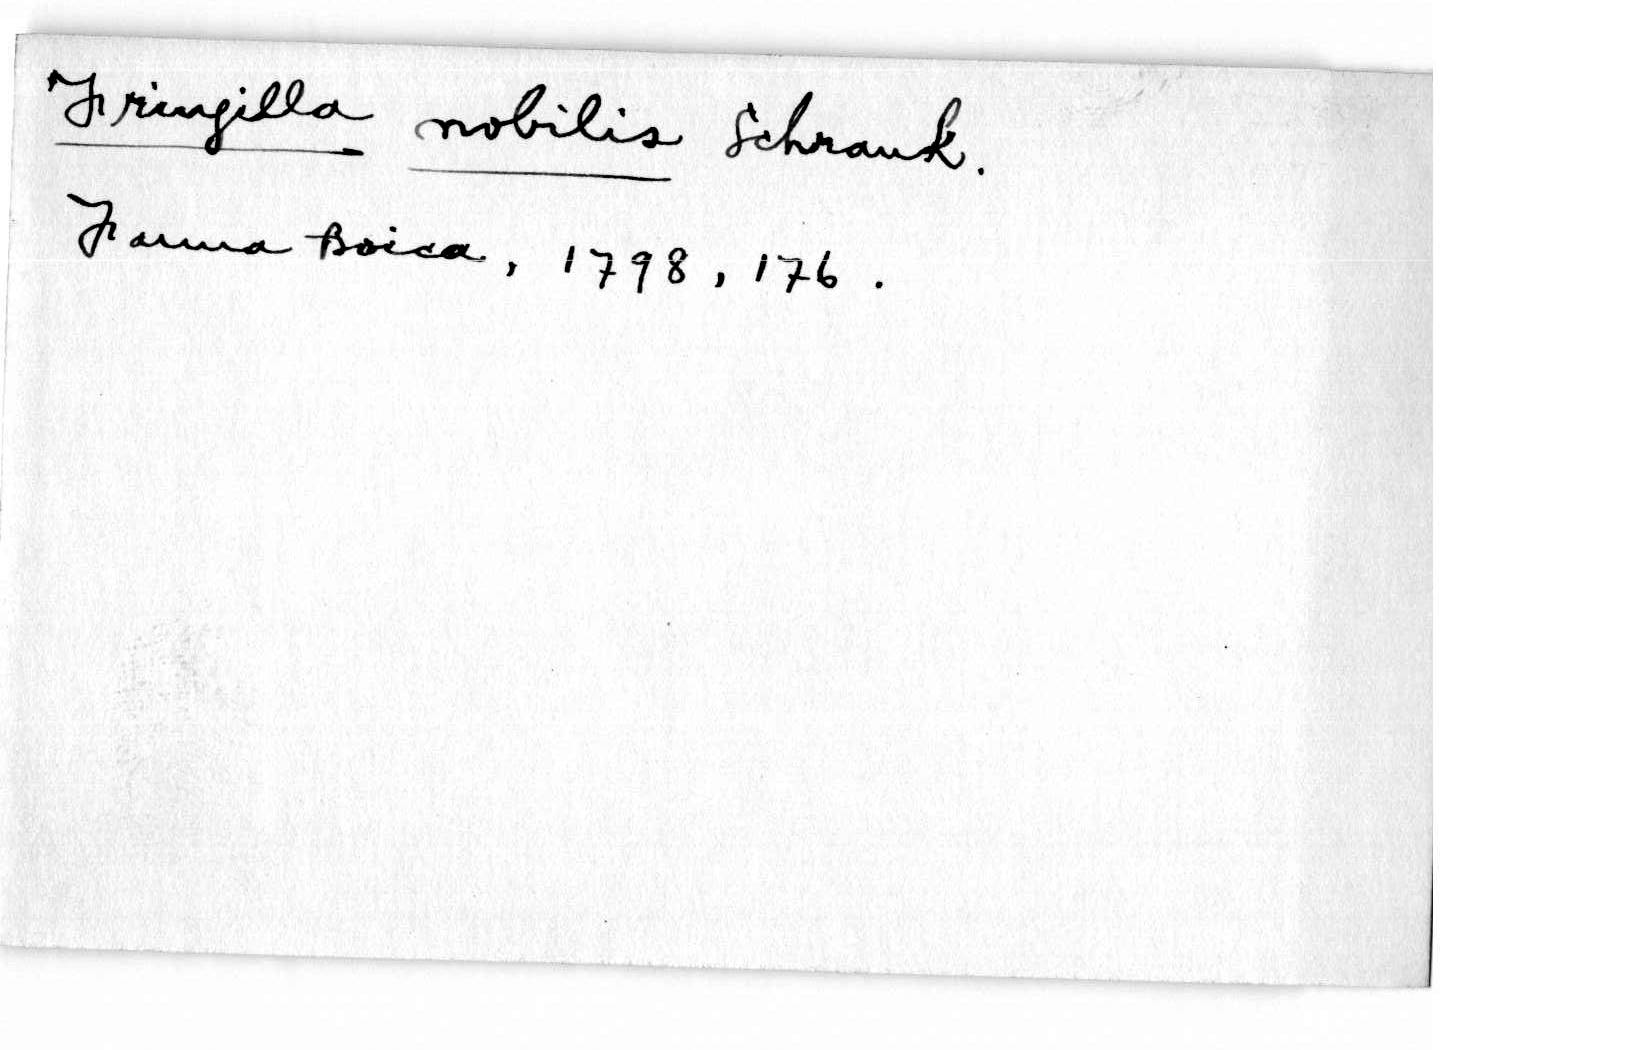 Fringilla nobilis Schrank.
Fauna Boica, 1798, 176.